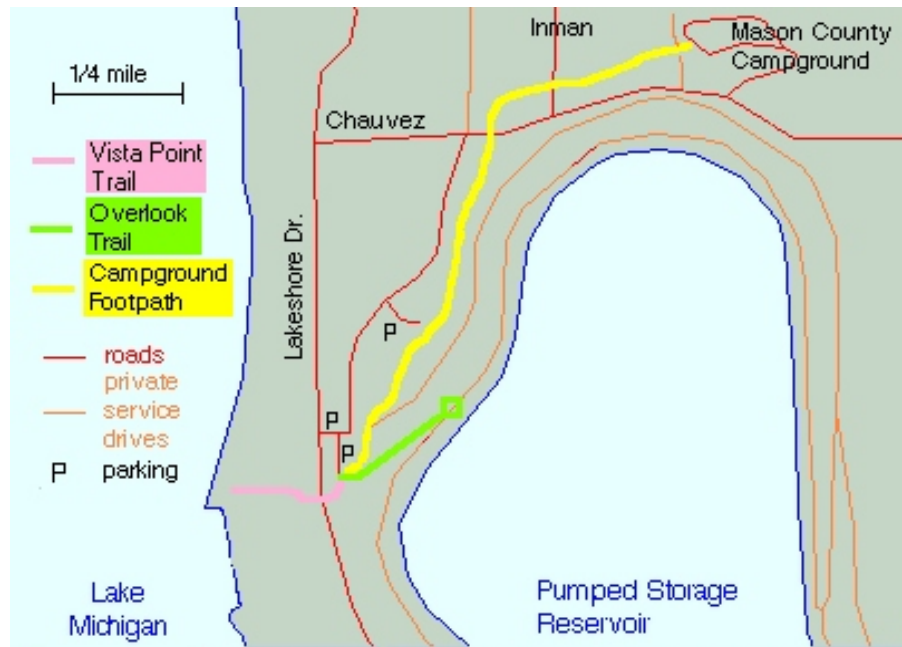 Inman
Mason County
Campground
1/4 mile
Chauvez
Vista Point
Trail
Overlook
Trail
Campground
Footpath
Lakeshore Dr.
P
roads
private
service
drives
P
P
P
parking
Lake
Michigan
Pumped Storage
Reservoir